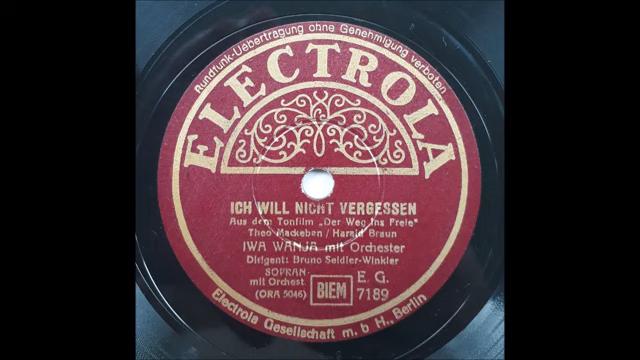 Rundfunk-Uebertragung ohne Genehmigung verboten
ELECTROLA
ICH WILL NICHT VERGESSEN
Aus dem Tonfilm „Der Weg ins Freie"
Theo Mackeben / Harald Braun
IWA WANJA mit Orchester
Dirigent: Bruno Seidler-Winkler
SOPRAN E. G.
mit Orchest. BIEM
(ORA 5046) 7189
Electrola Gesellschaft m. b H., Berlin